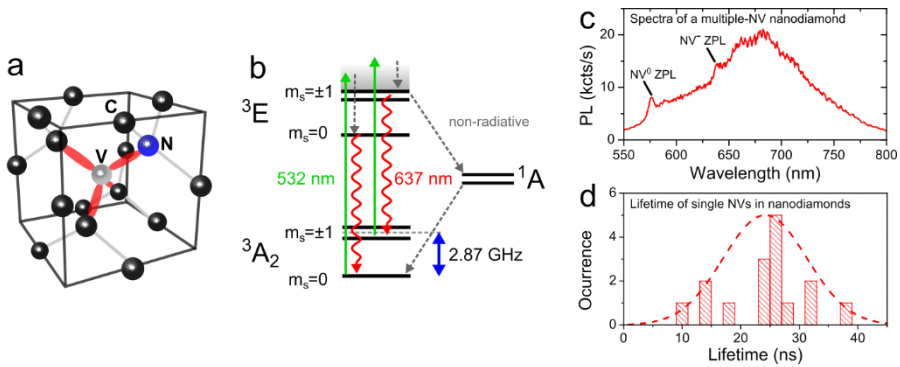 a
C
N
V
b
³E
mₛ=±1
mₛ=0
532 nm
637 nm
non-radiative
¹A
³A₂
mₛ=±1
mₛ=0
2.87 GHz
c
Spectra of a multiple-NV nanodiamond
NV⁰ ZPL
NV⁻ ZPL
PL (kcts/s)
20
10
0
550 600 650 700 750 800
Wavelength (nm)
d
Lifetime of single NVs in nanodiamonds
Ocurrence
6
4
2
0
0 10 20 30 40
Lifetime (ns)